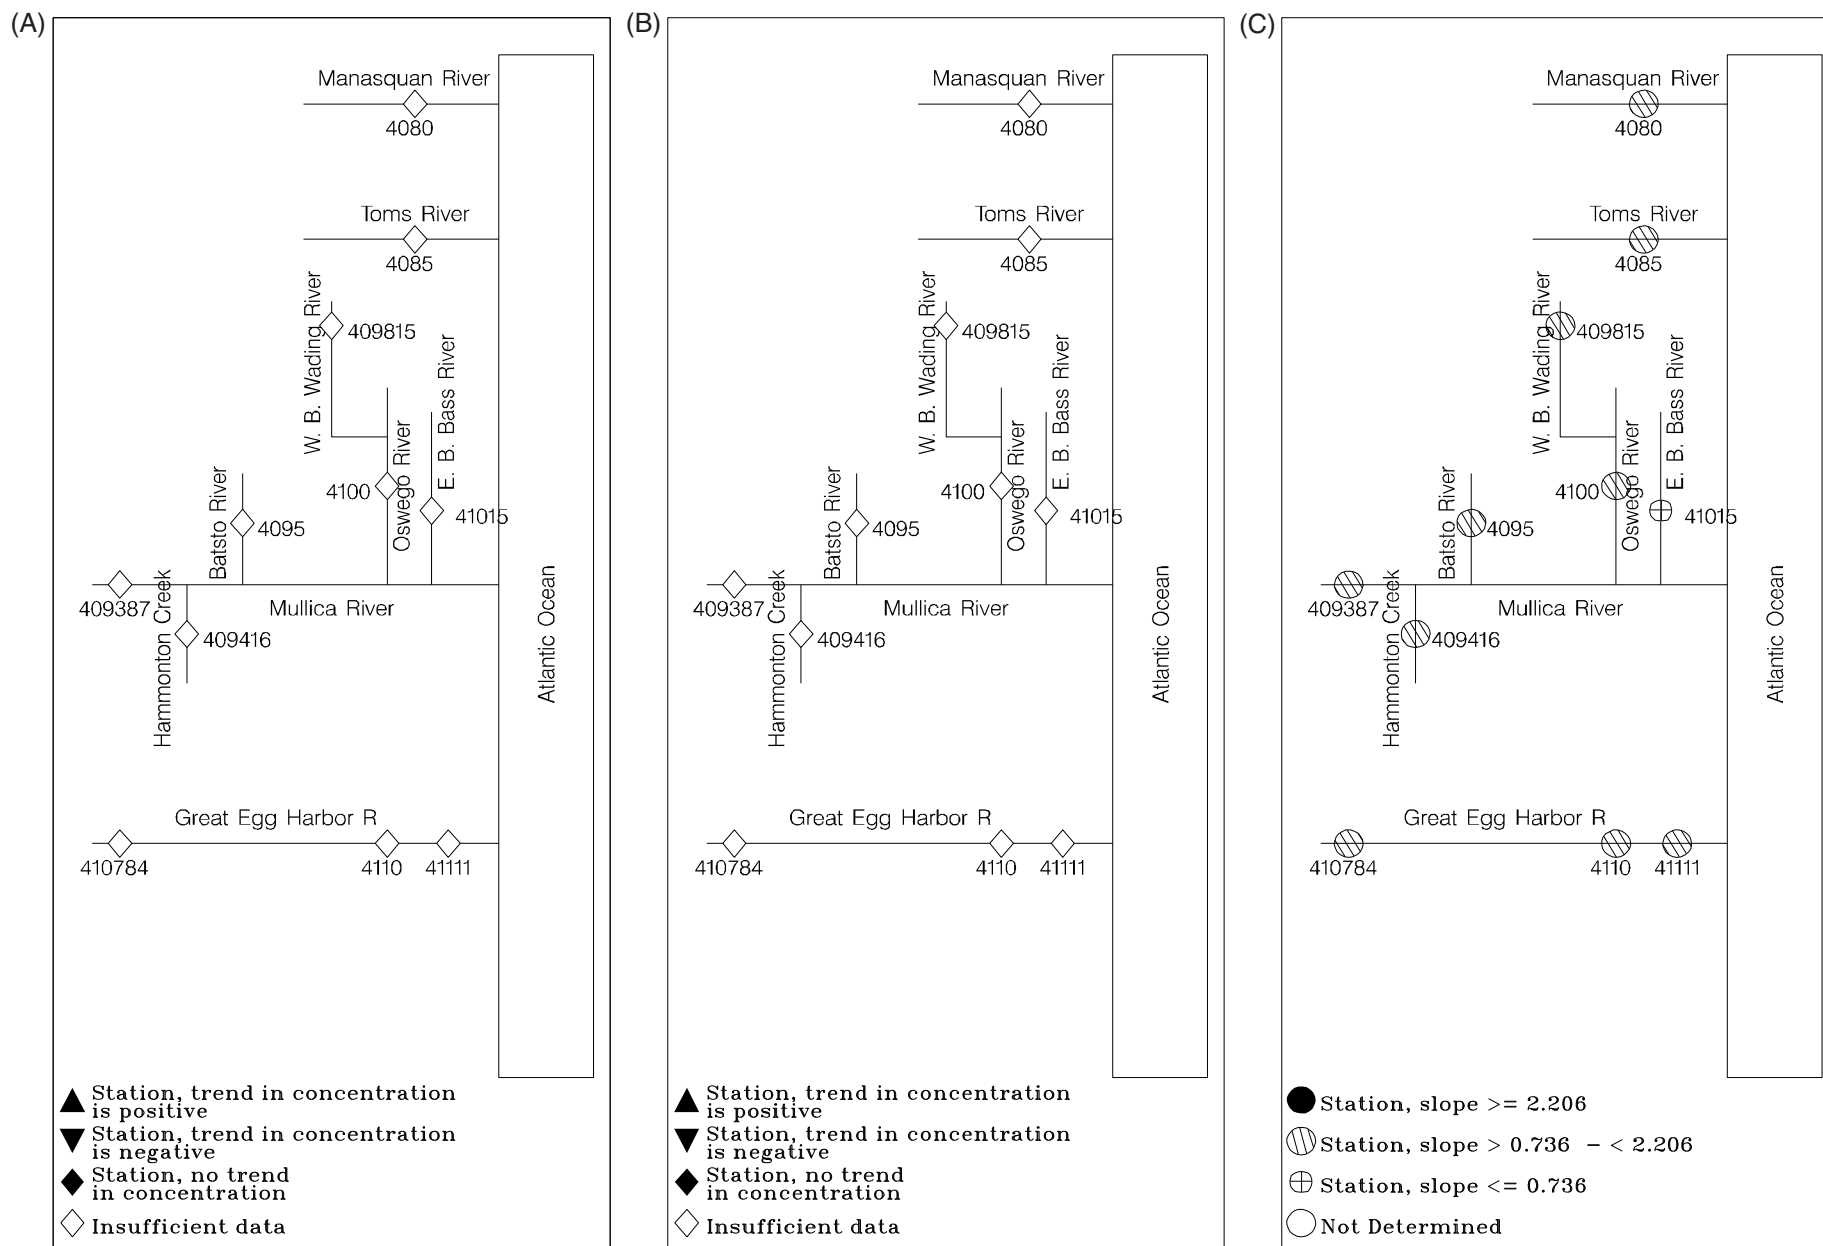 (A)
Manasquan River
4080
Toms River
4085
W. B. Wading River
409815
E. B. Bass River
Oswego River
4100
41015
Batsto River
4095
409387
Hammonton Creek
Mullica River
409416
Atlantic Ocean
Great Egg Harbor R
410784
4110
41111
Station, trend in concentration
is positive
Station, trend in concentration
is negative
Station, no trend
in concentration
Insufficient data
(B)
Manasquan River
4080
Toms River
4085
W. B. Wading River
409815
E. B. Bass River
Oswego River
4100
41015
Batsto River
4095
409387
Hammonton Creek
Mullica River
409416
Atlantic Ocean
Great Egg Harbor R
410784
4110
41111
Station, trend in concentration
is positive
Station, trend in concentration
is negative
Station, no trend
in concentration
Insufficient data
(C)
Manasquan River
4080
Toms River
4085
W. B. Wading River
409815
E. B. Bass River
Oswego River
4100
41015
Batsto River
4095
409387
Hammonton Creek
Mullica River
409416
Atlantic Ocean
Great Egg Harbor R
410784
4110
41111
Station, slope >= 2.206
Station, slope > 0.736 – < 2.206
Station, slope <= 0.736
Not Determined